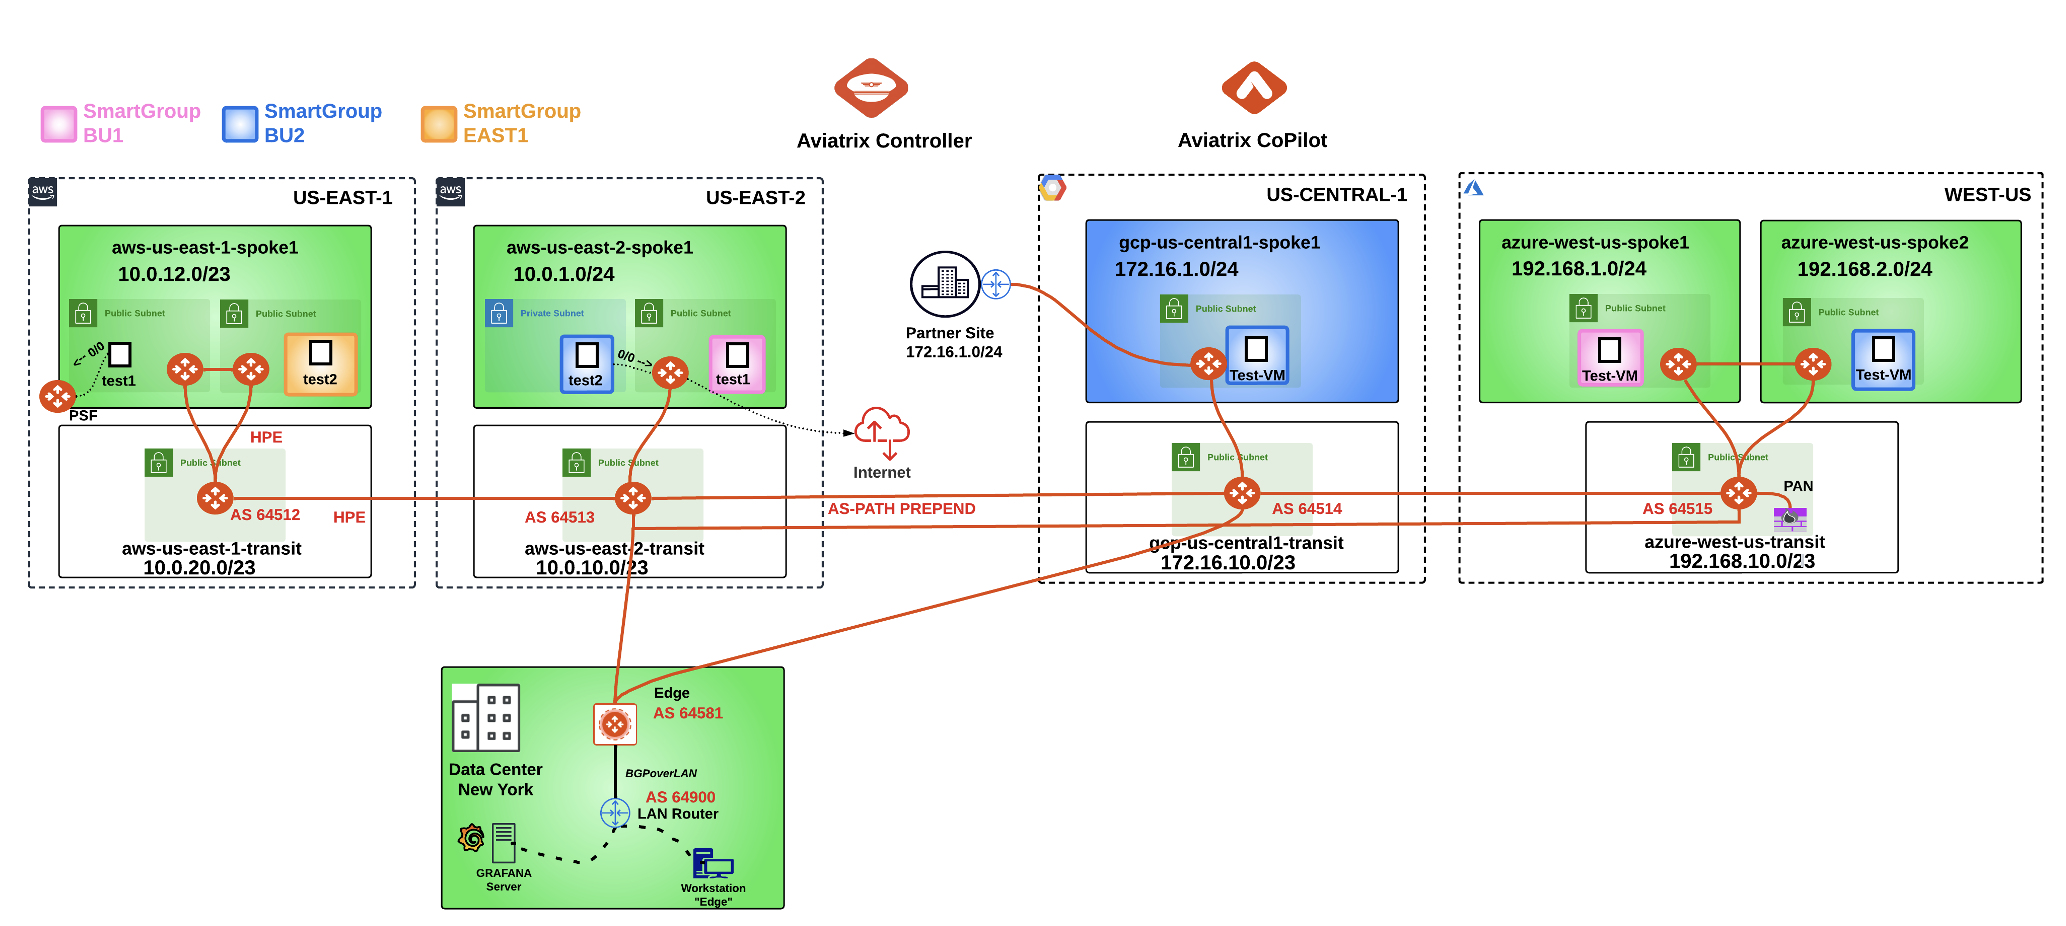 SmartGroup
BU1
SmartGroup
BU2
SmartGroup
EAST1
Aviatrix Controller
Aviatrix CoPilot
aws
US-EAST-1
aws-us-east-1-spoke1
10.0.12.0/23
Public Subnet
Public Subnet
0/0
test1
test2
PSF
HPE
Public Subnet
AS 64512
HPE
aws-us-east-1-transit
10.0.20.0/23
aws
US-EAST-2
aws-us-east-2-spoke1
10.0.1.0/24
Private Subnet
Public Subnet
0/0
test2
test1
Internet
Public Subnet
AS 64513
AS-PATH PREPEND
aws-us-east-2-transit
10.0.10.0/23
Partner Site
172.16.1.0/24
US-CENTRAL-1
gcp-us-central1-spoke1
172.16.1.0/24
Public Subnet
Test-VM
Public Subnet
AS 64514
gcp-us-central1-transit
172.16.10.0/23
WEST-US
azure-west-us-spoke1
192.168.1.0/24
Public Subnet
Test-VM
azure-west-us-spoke2
192.168.2.0/24
Public Subnet
Test-VM
Public Subnet
PAN
AS 64515
azure-west-us-transit
192.168.10.0/23
Edge
AS 64581
Data Center
New York
BGPoverLAN
AS 64900
LAN Router
GRAFANA
Server
Workstation
"Edge"